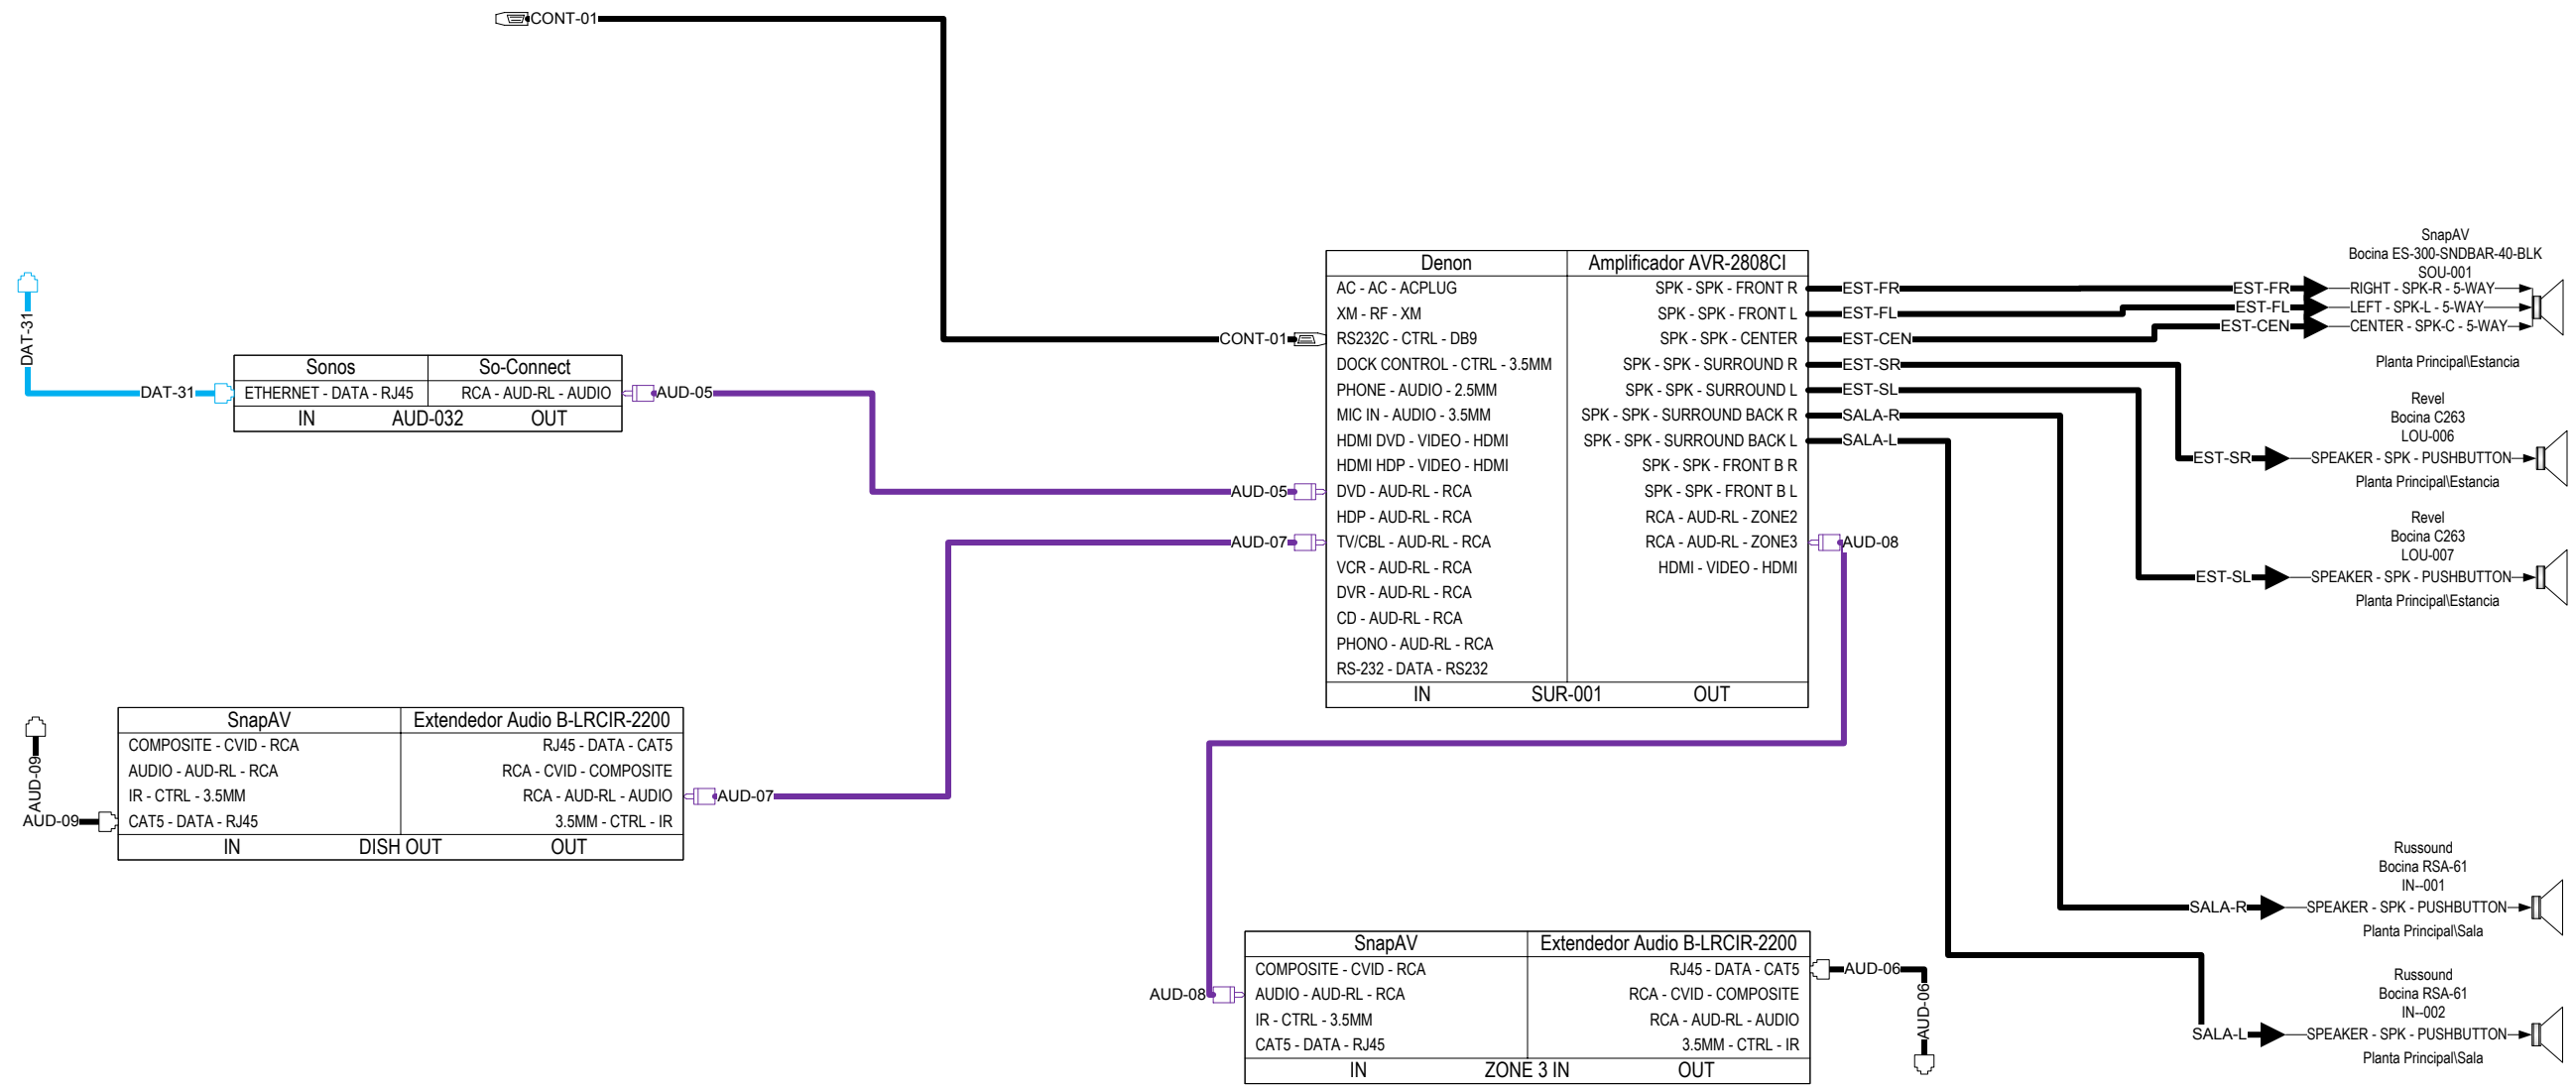 CONT-01
DAT-31
DAT-31
Sonos So-Connect
ETHERNET - DATA - RJ45 RCA - AUD-RL - AUDIO
IN AUD-032 OUT
AUD-05
AUD-09
AUD-09
SnapAV Extendedor Audio B-LRCIR-2200
COMPOSITE - CVID - RCA RJ45 - DATA - CAT5
AUDIO - AUD-RL - RCA RCA - CVID - COMPOSITE
IR - CTRL - 3.5MM RCA - AUD-RL - AUDIO
CAT5 - DATA - RJ45 3.5MM - CTRL - IR
IN DISH OUT OUT
AUD-07
CONT-01
AUD-05
AUD-07
Denon Amplificador AVR-2808CI
AC - AC - ACPLUG SPK - SPK - FRONT R
XM - RF - XM SPK - SPK - FRONT L
RS232C - CTRL - DB9 SPK - SPK - CENTER
DOCK CONTROL - CTRL - 3.5MM SPK - SPK - SURROUND R
PHONE - AUDIO - 2.5MM SPK - SPK - SURROUND L
MIC IN - AUDIO - 3.5MM SPK - SPK - SURROUND BACK R
HDMI DVD - VIDEO - HDMI SPK - SPK - SURROUND BACK L
HDMI HDP - VIDEO - HDMI SPK - SPK - FRONT B R
DVD - AUD-RL - RCA SPK - SPK - FRONT B L
HDP - AUD-RL - RCA RCA - AUD-RL - ZONE2
TV/CBL - AUD-RL - RCA RCA - AUD-RL - ZONE3
VCR - AUD-RL - RCA HDMI - VIDEO - HDMI
DVR - AUD-RL - RCA
CD - AUD-RL - RCA
PHONO - AUD-RL - RCA
RS-232 - DATA - RS232
IN SUR-001 OUT
EST-FR
EST-FL
EST-CEN
EST-SR
EST-SL
SALA-R
SALA-L
AUD-08
AUD-08
SnapAV Extendedor Audio B-LRCIR-2200
COMPOSITE - CVID - RCA RJ45 - DATA - CAT5
AUDIO - AUD-RL - RCA RCA - CVID - COMPOSITE
IR - CTRL - 3.5MM RCA - AUD-RL - AUDIO
CAT5 - DATA - RJ45 3.5MM - CTRL - IR
IN ZONE 3 IN OUT
AUD-06
AUD-06
SnapAV
Bocina ES-300-SNDBAR-40-BLK
SOU-001
EST-FR RIGHT - SPK-R - 5-WAY
EST-FL LEFT - SPK-L - 5-WAY
EST-CEN CENTER - SPK-C - 5-WAY
Planta Principal\Estancia
Revel
Bocina C263
LOU-006
EST-SR SPEAKER - SPK - PUSHBUTTON
Planta Principal\Estancia
Revel
Bocina C263
LOU-007
EST-SL SPEAKER - SPK - PUSHBUTTON
Planta Principal\Estancia
Russound
Bocina RSA-61
IN--001
SALA-R SPEAKER - SPK - PUSHBUTTON
Planta Principal\Sala
Russound
Bocina RSA-61
IN--002
SALA-L SPEAKER - SPK - PUSHBUTTON
Planta Principal\Sala